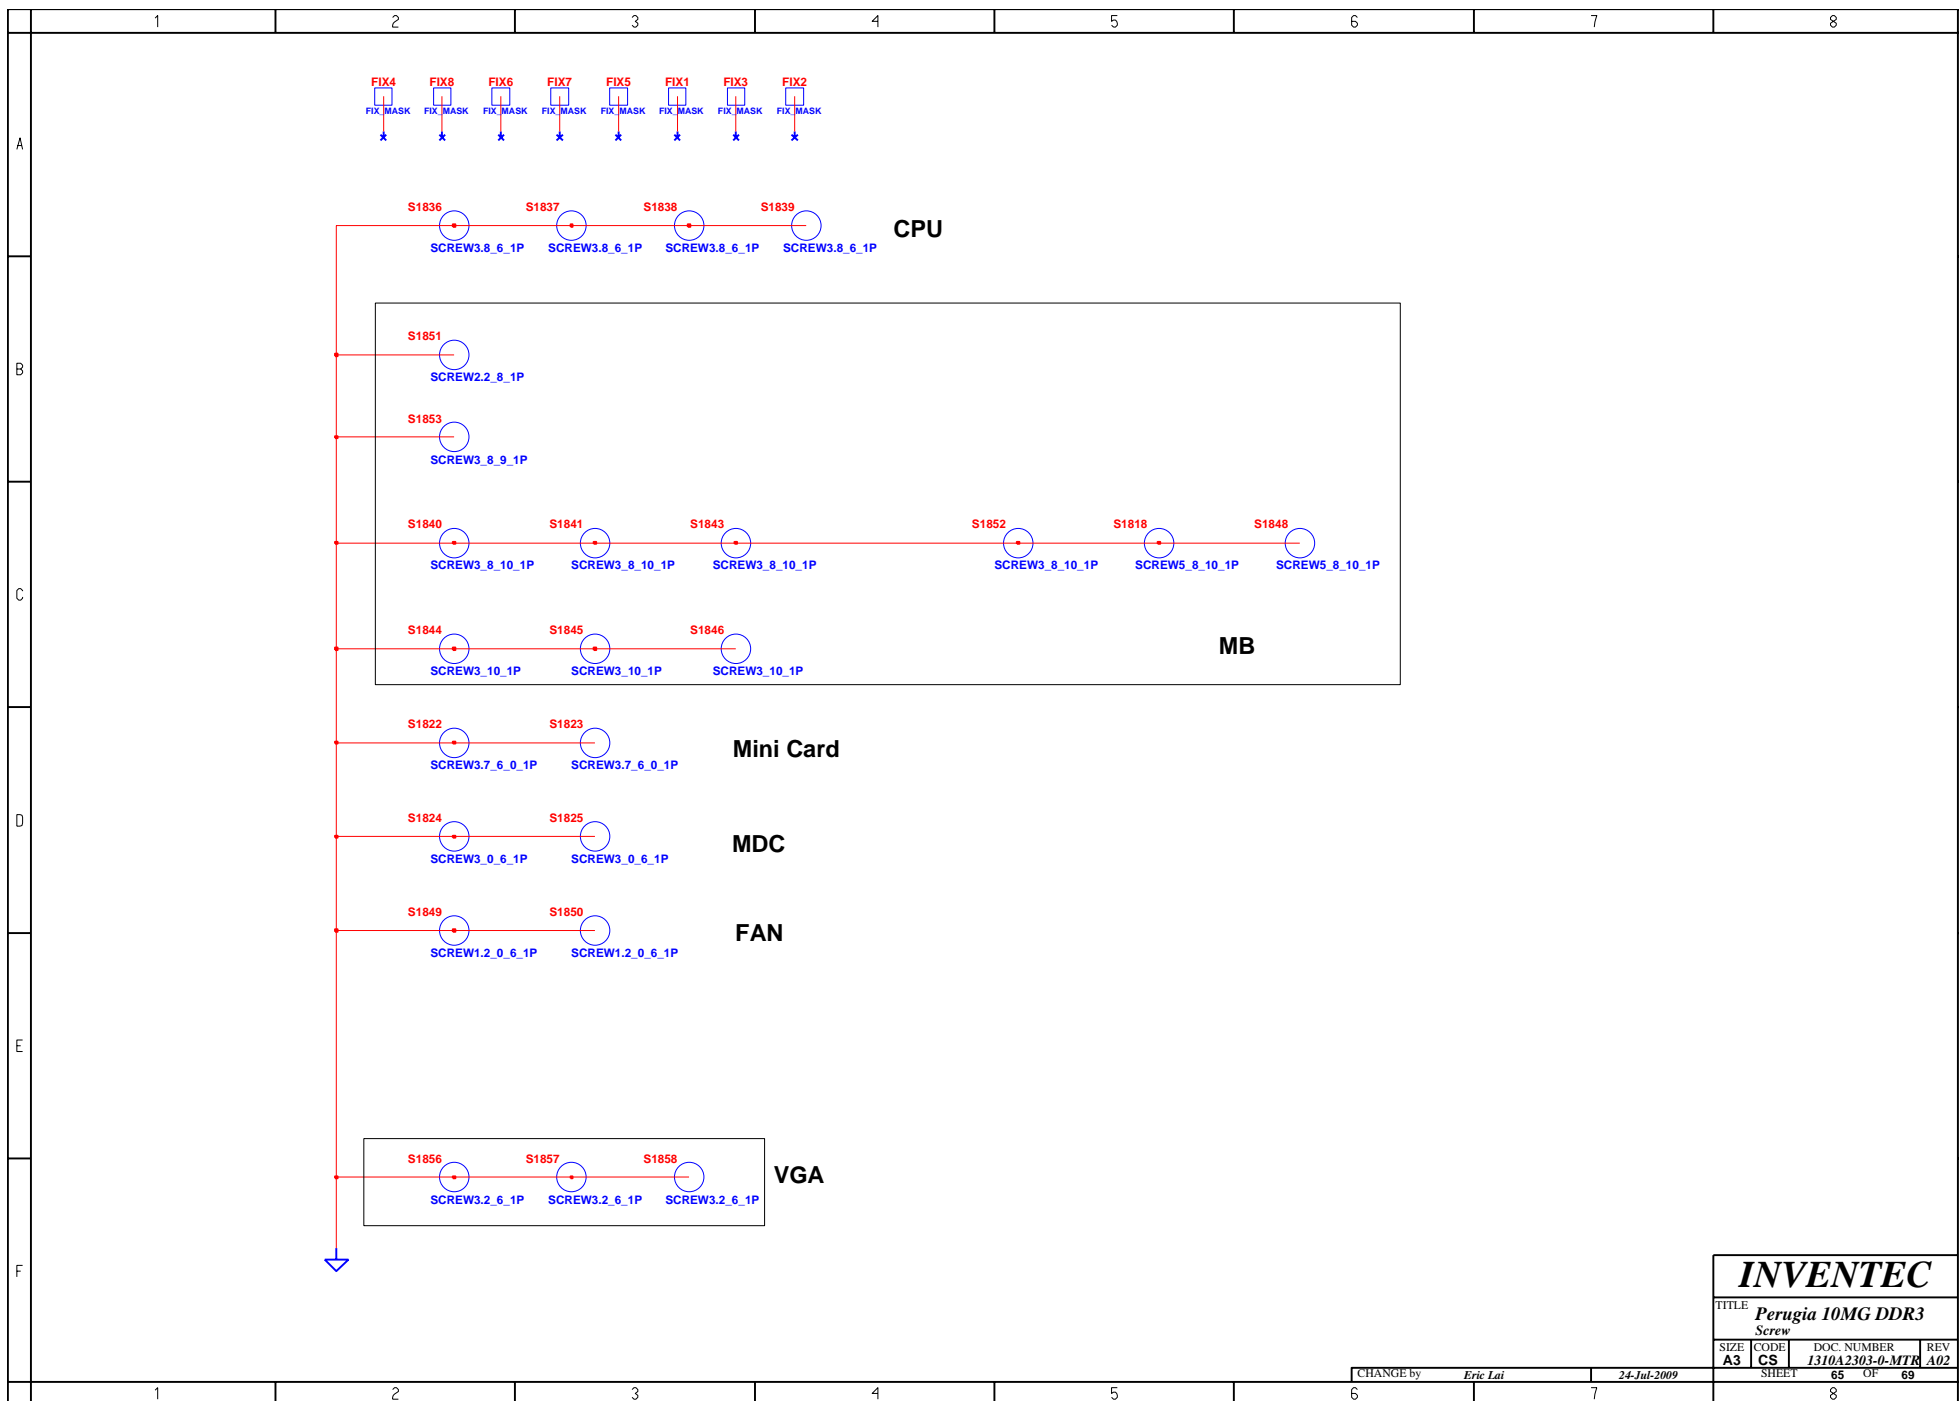 1 2 3 4 5 6 7 8
FIX4 FIX8 FIX6 FIX7 FIX5 FIX1 FIX3 FIX2
FIX_MASK FIX_MASK FIX_MASK FIX_MASK FIX_MASK FIX_MASK FIX_MASK FIX_MASK
A
S1836 S1837 S1838 S1839
CPU
SCREW3.8_6_1P SCREW3.8_6_1P SCREW3.8_6_1P SCREW3.8_6_1P
S1851
B
SCREW2.2_8_1P
S1853
SCREW3_8_9_1P
S1840 S1841 S1843 S1852 S1818 S1848
SCREW3_8_10_1P SCREW3_8_10_1P SCREW3_8_10_1P SCREW3_8_10_1P SCREW5_8_10_1P SCREW5_8_10_1P
C
S1844 S1845 S1846
MB
SCREW3_10_1P SCREW3_10_1P SCREW3_10_1P
S1822 S1823
Mini Card
SCREW3.7_6_0_1P SCREW3.7_6_0_1P
D
S1824 S1825
MDC
SCREW3_0_6_1P SCREW3_0_6_1P
S1849 S1850
FAN
SCREW1.2_0_6_1P SCREW1.2_0_6_1P
E
S1856 S1857 S1858
VGA
SCREW3.2_6_1P SCREW3.2_6_1P SCREW3.2_6_1P
F
INVENTEC
TITLE
Perugia 10MG DDR3
Screw
SIZE CODE DOC. NUMBER REV
A3 CS 1310A2303-0-MTR A02
CHANGE by Eric Lai 24-Jul-2009 SHEET 65 OF 69
1 2 3 4 5 6 7 8